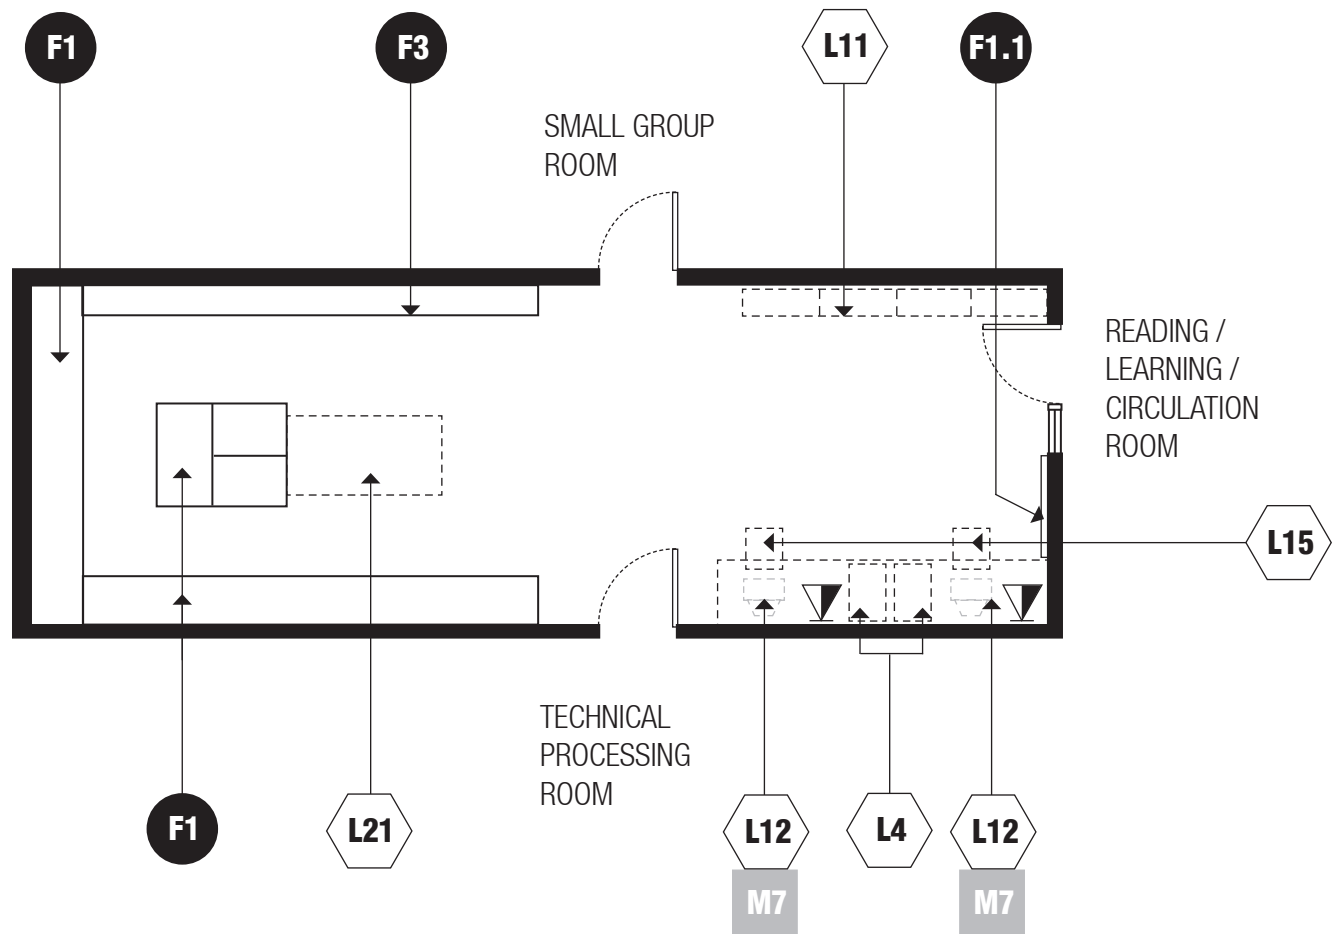 F1
F3
L11
F1.1
SMALL GROUP
ROOM
READING /
LEARNING /
CIRCULATION
ROOM
L15
TECHNICAL
PROCESSING
ROOM
F1
L21
L12
L4
L12
M7
M7